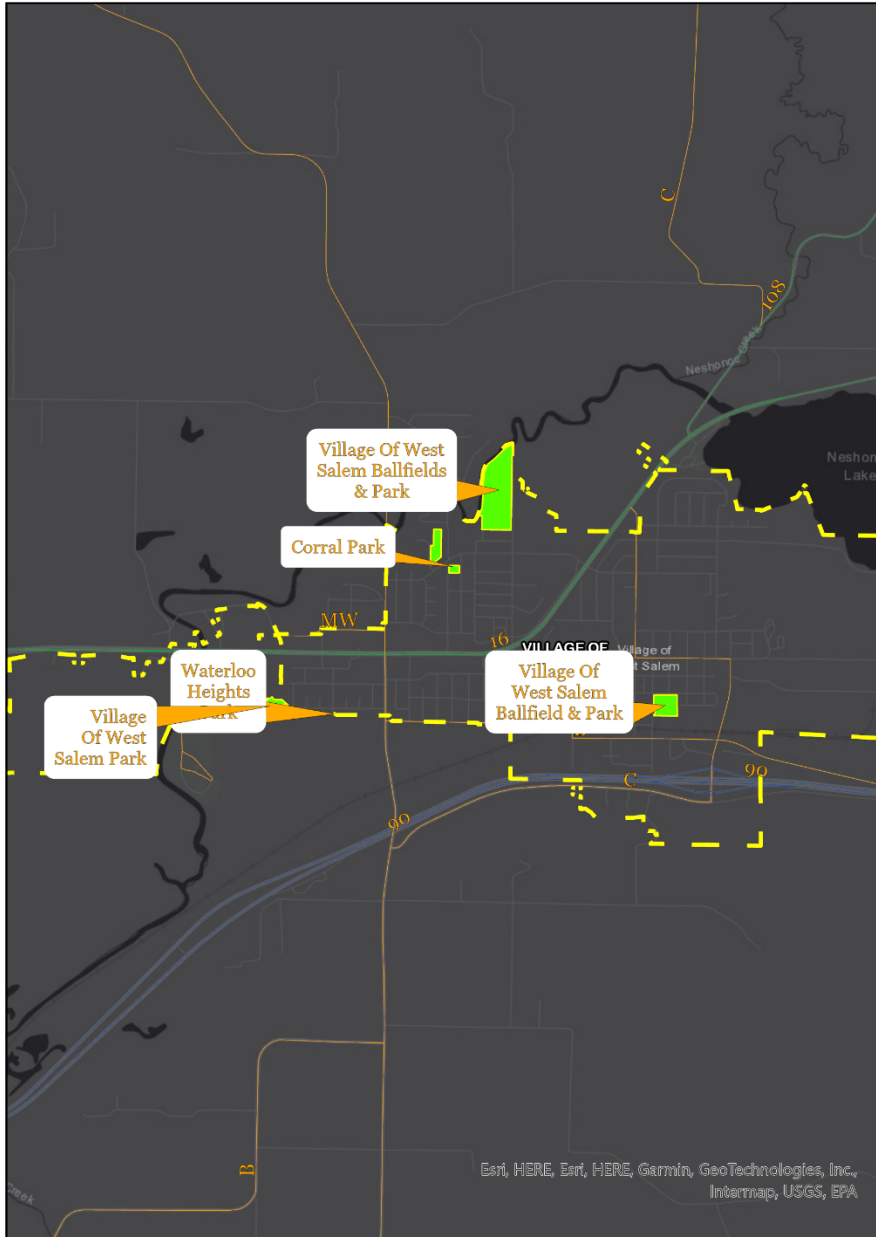 C
108
Neshonoc Creek
Village Of West
Salem Ballfields
& Park
Neshon
Lake
Corral Park
MW
16
VILLAGE OF
Village of
t Salem
Waterloo
Heights
Park
Village Of
West Salem
Ballfield & Park
Village
Of West
Salem Park
90
C
90
B
Creek
Esri, HERE, Esri, HERE, Garmin, GeoTechnologies, Inc.,
Intermap, USGS, EPA